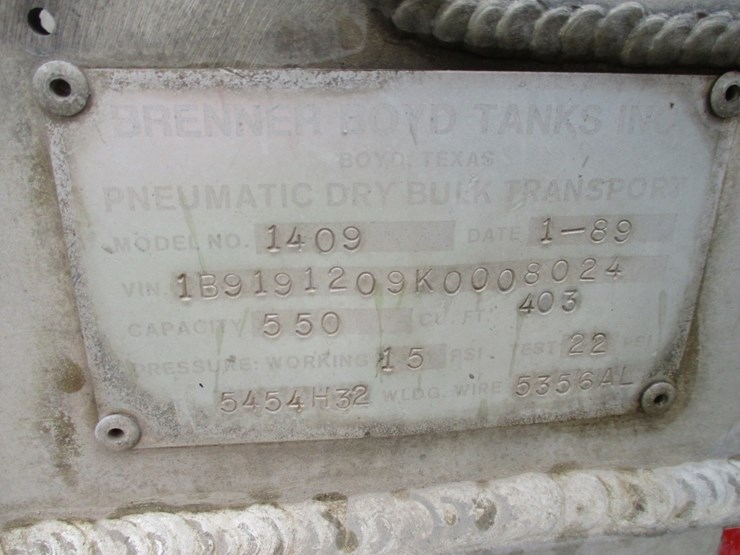 BRENNER BOYD TANKS INC
BOYD, TEXAS
PNEUMATIC DRY BULK TRANSPORT
MODEL NO. 1409 DATE 1-89
VIN 1B9191209K0008024
CAPACITY 550 CU. FT. 403
PRESSURE: WORKING 15 PSI. TEST 22 PSI
5454H32 WLDG. WIRE 5356AL